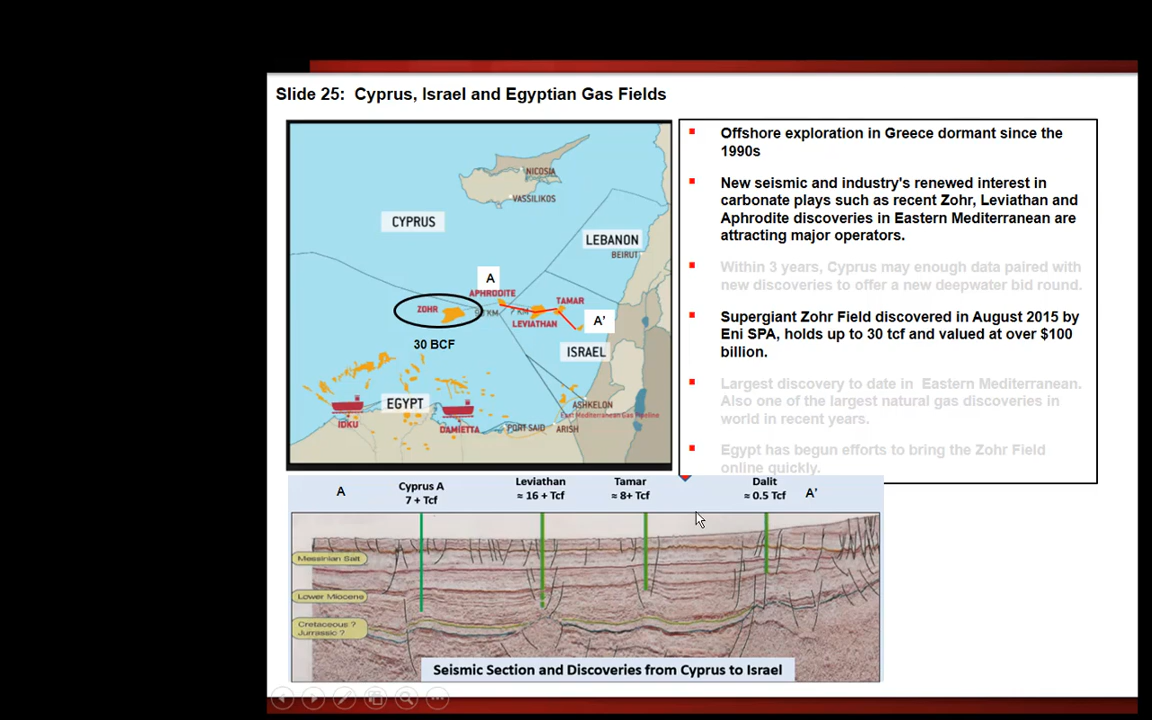 Slide 25: Cyprus, Israel and Egyptian Gas Fields
NICOSIA
VASSILIKOS
CYPRUS
LEBANON
BEIRUT
A
APHRODITE
TAMAR
ZOHR
7 KM
LEVIATHAN
A'
30 BCF
ISRAEL
EGYPT
IDKU
DAMIETTA
PORT SAID
ARISH
ASHKELON
East Mediterranean Gas Pipeline
Offshore exploration in Greece dormant since the
1990s
New seismic and industry's renewed interest in
carbonate plays such as recent Zohr, Leviathan and
Aphrodite discoveries in Eastern Mediterranean are
attracting major operators.
Within 3 years, Cyprus may enough data paired with
new discoveries to offer a new deepwater bid round.
Supergiant Zohr Field discovered in August 2015 by
Eni SPA, holds up to 30 tcf and valued at over $100
billion.
Largest discovery to date in Eastern Mediterranean.
Also one of the largest natural gas discoveries in
world in recent years.
Egypt has begun efforts to bring the Zohr Field
online quickly.
A
Cyprus A
7 + Tcf
Leviathan
≈ 16 + Tcf
Tamar
≈ 8+ Tcf
Dalit
≈ 0.5 Tcf
A'
Messinian Salt
Lower Miocene
Cretaceous ?
Jurrassic ?
Seismic Section and Discoveries from Cyprus to Israel